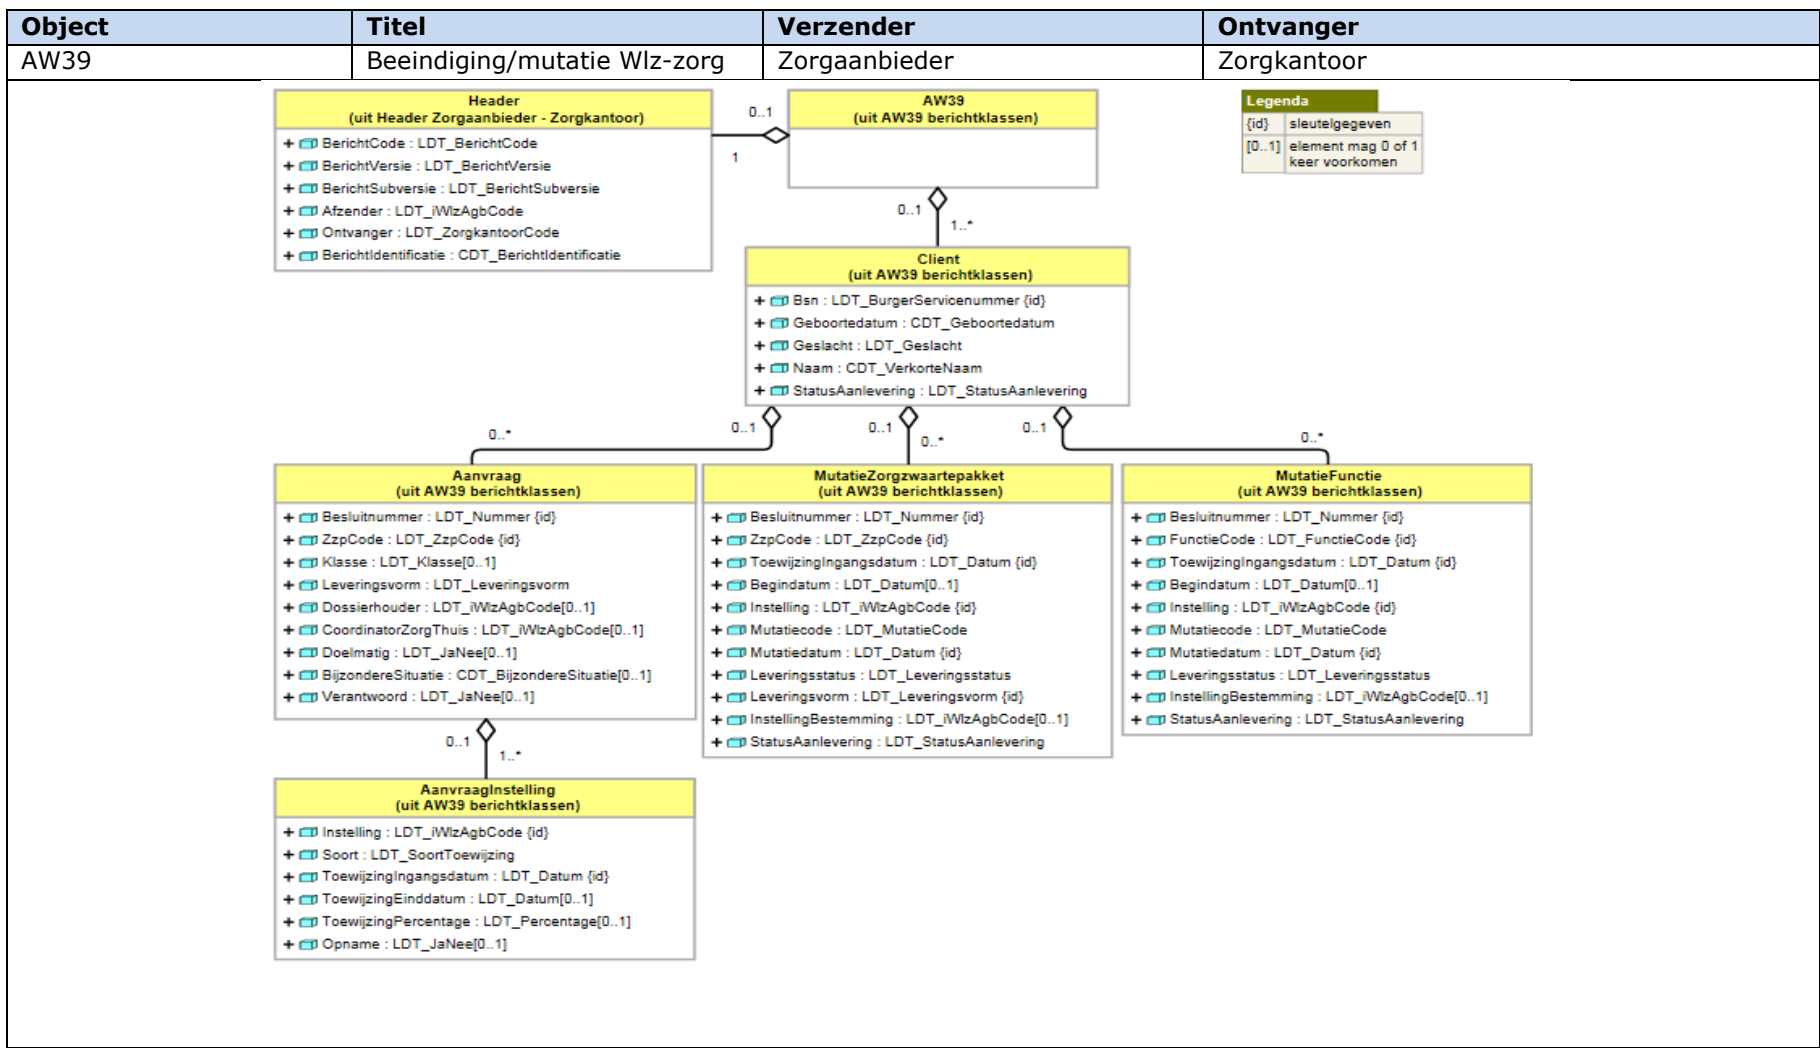 Object Titel Verzender Ontvanger
AW39 Beeindiging/mutatie Wlz-zorg Zorgaanbieder Zorgkantoor
Header
(uit Header Zorgaanbieder - Zorgkantoor)
+ BerichtCode : LDT_BerichtCode
+ BerichtVersie : LDT_BerichtVersie
+ BerichtSubversie : LDT_BerichtSubversie
+ Afzender : LDT_iWlzAgbCode
+ Ontvanger : LDT_ZorgkantoorCode
+ BerichtIdentificatie : CDT_BerichtIdentificatie
0..1
1
AW39
(uit AW39 berichtklassen)
Legenda
{id} sleutelgegeven
[0..1] element mag 0 of 1
keer voorkomen
0..1
1..*
Client
(uit AW39 berichtklassen)
+ Bsn : LDT_BurgerServicenummer {id}
+ Geboortedatum : CDT_Geboortedatum
+ Geslacht : LDT_Geslacht
+ Naam : CDT_VerkorteNaam
+ StatusAanlevering : LDT_StatusAanlevering
0..* 0..1 0..1 0..* 0..1 0..*
Aanvraag
(uit AW39 berichtklassen)
+ Besluitnummer : LDT_Nummer {id}
+ ZzpCode : LDT_ZzpCode {id}
+ Klasse : LDT_Klasse[0..1]
+ Leveringsvorm : LDT_Leveringsvorm
+ Dossierhouder : LDT_iWlzAgbCode[0..1]
+ CoordinatorZorgThuis : LDT_iWlzAgbCode[0..1]
+ Doelmatig : LDT_JaNee[0..1]
+ BijzondereSituatie : CDT_BijzondereSituatie[0..1]
+ Verantwoord : LDT_JaNee[0..1]
MutatieZorgzwaartepakket
(uit AW39 berichtklassen)
+ Besluitnummer : LDT_Nummer {id}
+ ZzpCode : LDT_ZzpCode {id}
+ ToewijzingIngangsdatum : LDT_Datum {id}
+ Begindatum : LDT_Datum[0..1]
+ Instelling : LDT_iWlzAgbCode {id}
+ Mutatiecode : LDT_MutatieCode
+ Mutatiedatum : LDT_Datum {id}
+ Leveringsstatus : LDT_Leveringsstatus
+ Leveringsvorm : LDT_Leveringsvorm {id}
+ InstellingBestemming : LDT_iWlzAgbCode[0..1]
+ StatusAanlevering : LDT_StatusAanlevering
MutatieFunctie
(uit AW39 berichtklassen)
+ Besluitnummer : LDT_Nummer {id}
+ FunctieCode : LDT_FunctieCode {id}
+ ToewijzingIngangsdatum : LDT_Datum {id}
+ Begindatum : LDT_Datum[0..1]
+ Instelling : LDT_iWlzAgbCode {id}
+ Mutatiecode : LDT_MutatieCode
+ Mutatiedatum : LDT_Datum {id}
+ Leveringsstatus : LDT_Leveringsstatus
+ InstellingBestemming : LDT_iWlzAgbCode[0..1]
+ StatusAanlevering : LDT_StatusAanlevering
0..1
1..*
AanvraagInstelling
(uit AW39 berichtklassen)
+ Instelling : LDT_iWlzAgbCode {id}
+ Soort : LDT_SoortToewijzing
+ ToewijzingIngangsdatum : LDT_Datum {id}
+ ToewijzingEinddatum : LDT_Datum[0..1]
+ ToewijzingPercentage : LDT_Percentage[0..1]
+ Opname : LDT_JaNee[0..1]